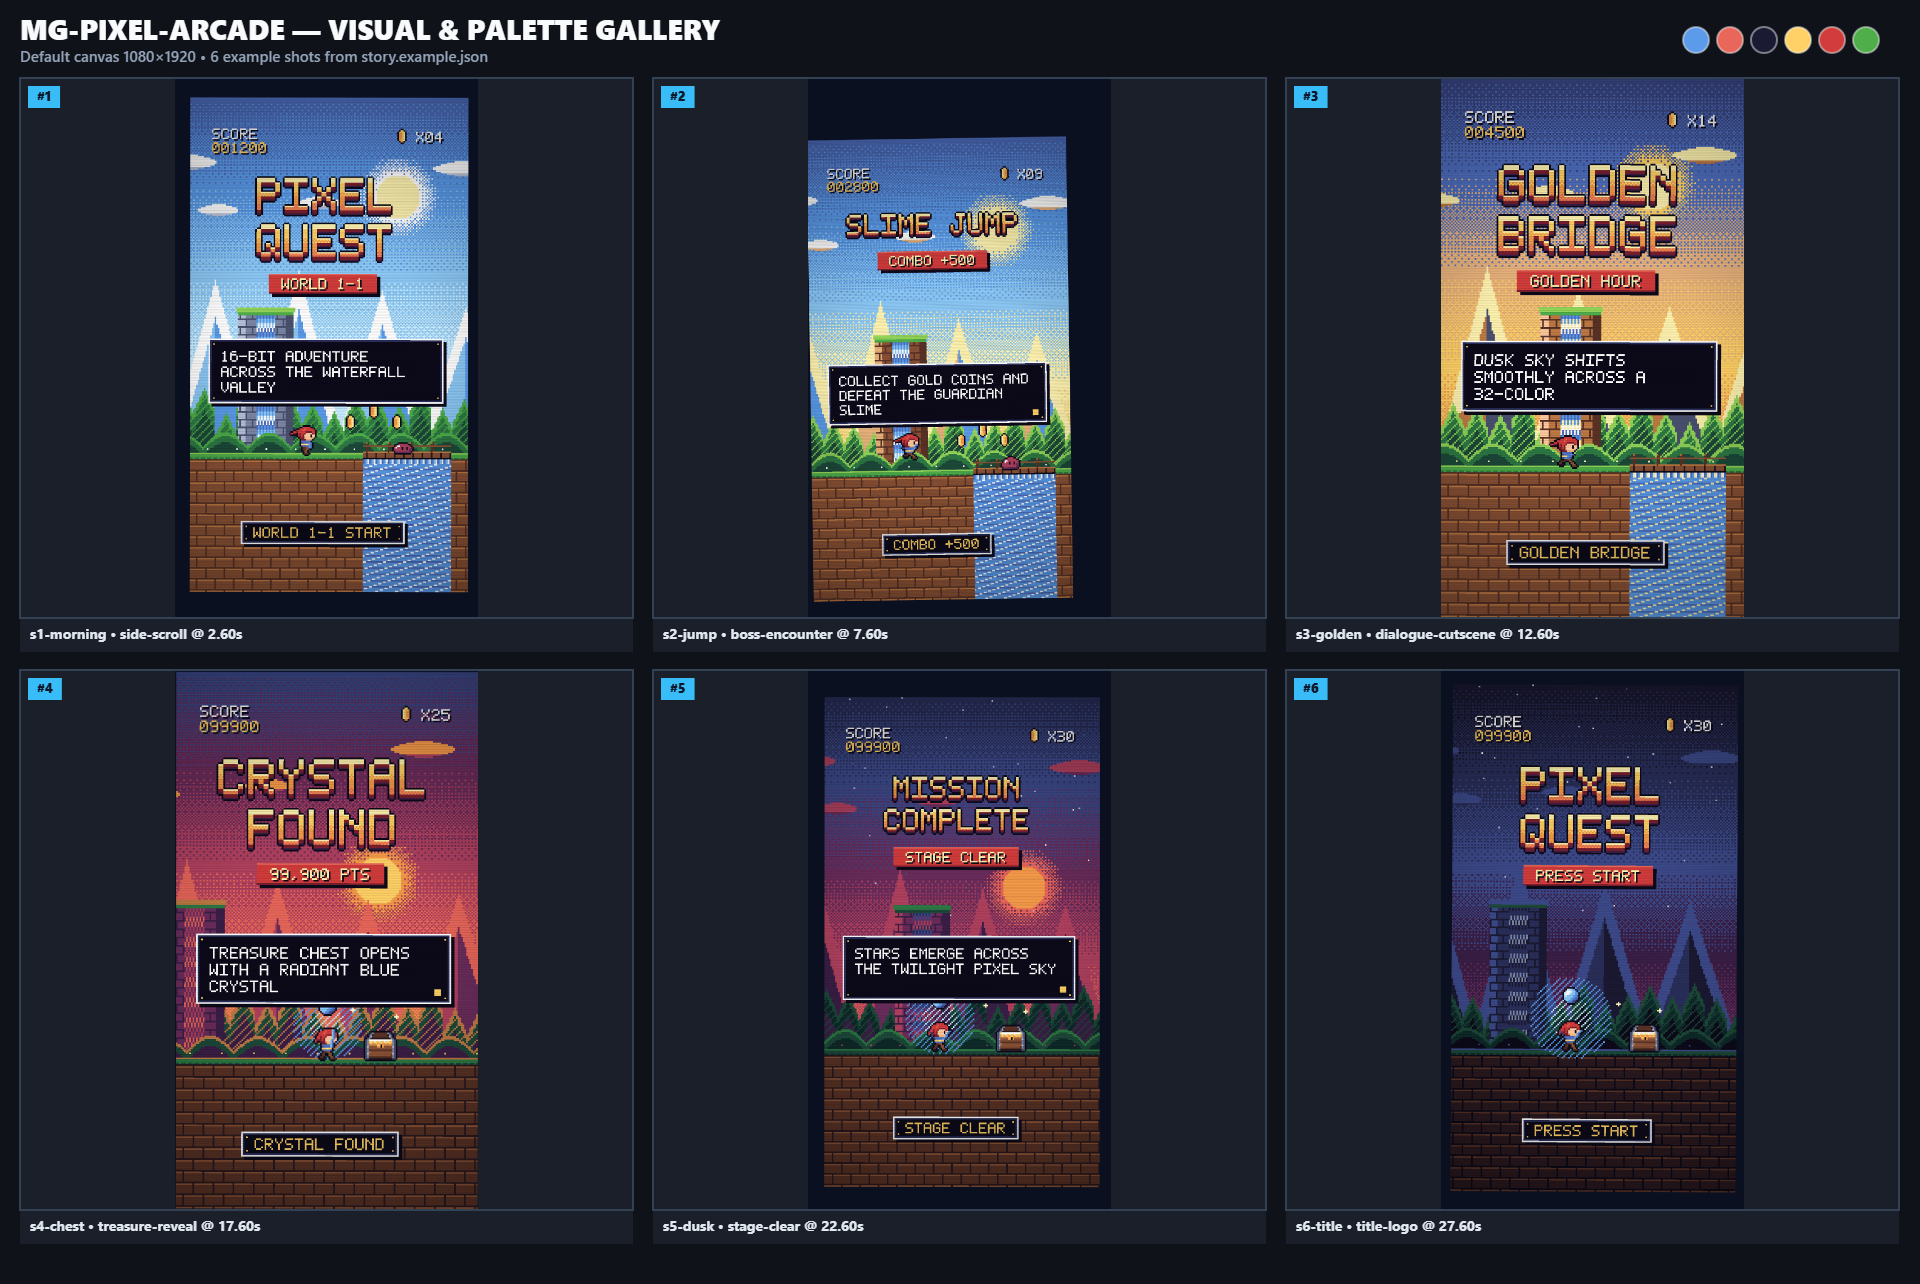 MG-PIXEL-ARCADE — VISUAL & PALETTE GALLERY
Default canvas 1080×1920 • 6 example shots from story.example.json
#1
SCORE
001200
X04
PIXEL
QUEST
WORLD 1-1
16-BIT ADVENTURE
ACROSS THE WATERFALL
VALLEY
WORLD 1-1 START
s1-morning • side-scroll @ 2.60s
#2
SCORE
002800
X09
SLIME JUMP
COMBO +500
COLLECT GOLD COINS AND
DEFEAT THE GUARDIAN
SLIME
COMBO +500
s2-jump • boss-encounter @ 7.60s
#3
SCORE
004500
X14
GOLDEN
BRIDGE
GOLDEN HOUR
DUSK SKY SHIFTS
SMOOTHLY ACROSS A
32-COLOR
GOLDEN BRIDGE
s3-golden • dialogue-cutscene @ 12.60s
#4
SCORE
099900
X25
CRYSTAL
FOUND
99,900 PTS
TREASURE CHEST OPENS
WITH A RADIANT BLUE
CRYSTAL
CRYSTAL FOUND
s4-chest • treasure-reveal @ 17.60s
#5
SCORE
099900
X30
MISSION
COMPLETE
STAGE CLEAR
STARS EMERGE ACROSS
THE TWILIGHT PIXEL SKY
STAGE CLEAR
s5-dusk • stage-clear @ 22.60s
#6
SCORE
099900
X30
PIXEL
QUEST
PRESS START
PRESS START
s6-title • title-logo @ 27.60s